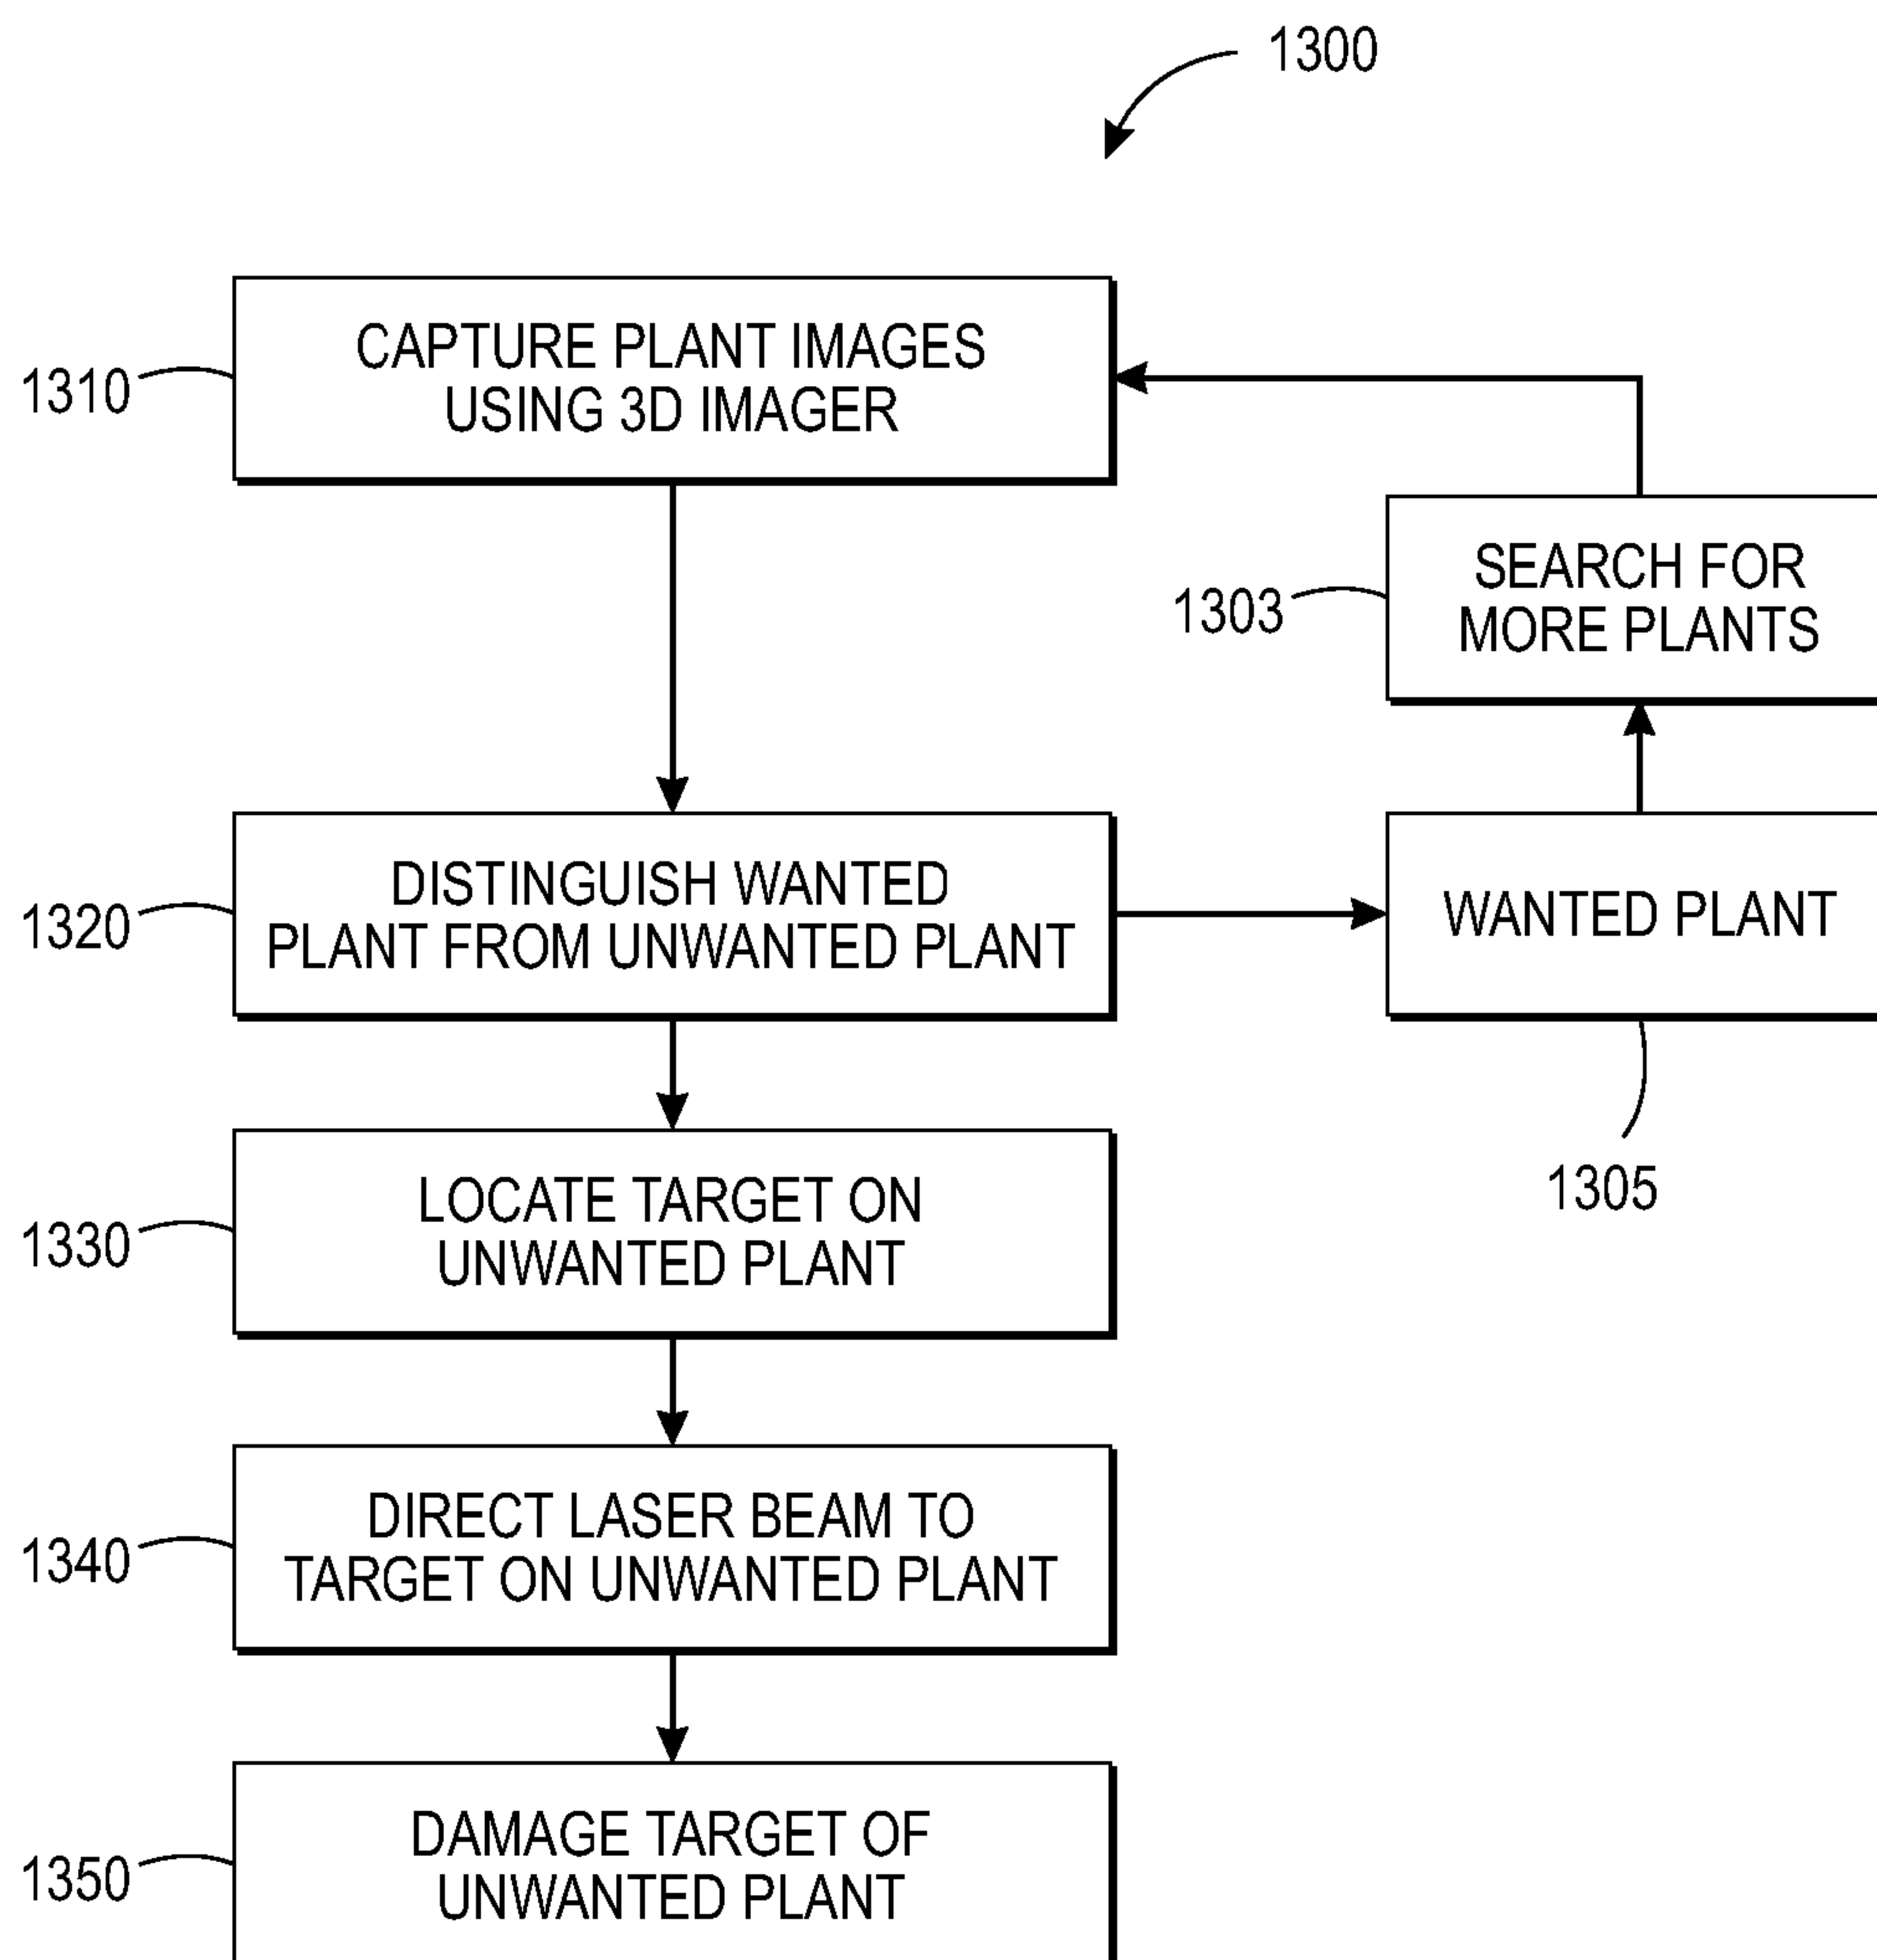 1300
CAPTURE PLANT IMAGES
USING 3D IMAGER
1310
SEARCH FOR
MORE PLANTS
1303
DISTINGUISH WANTED
PLANT FROM UNWANTED PLANT
1320
WANTED PLANT
1305
LOCATE TARGET ON
UNWANTED PLANT
1330
DIRECT LASER BEAM TO
TARGET ON UNWANTED PLANT
1340
DAMAGE TARGET OF
UNWANTED PLANT
1350